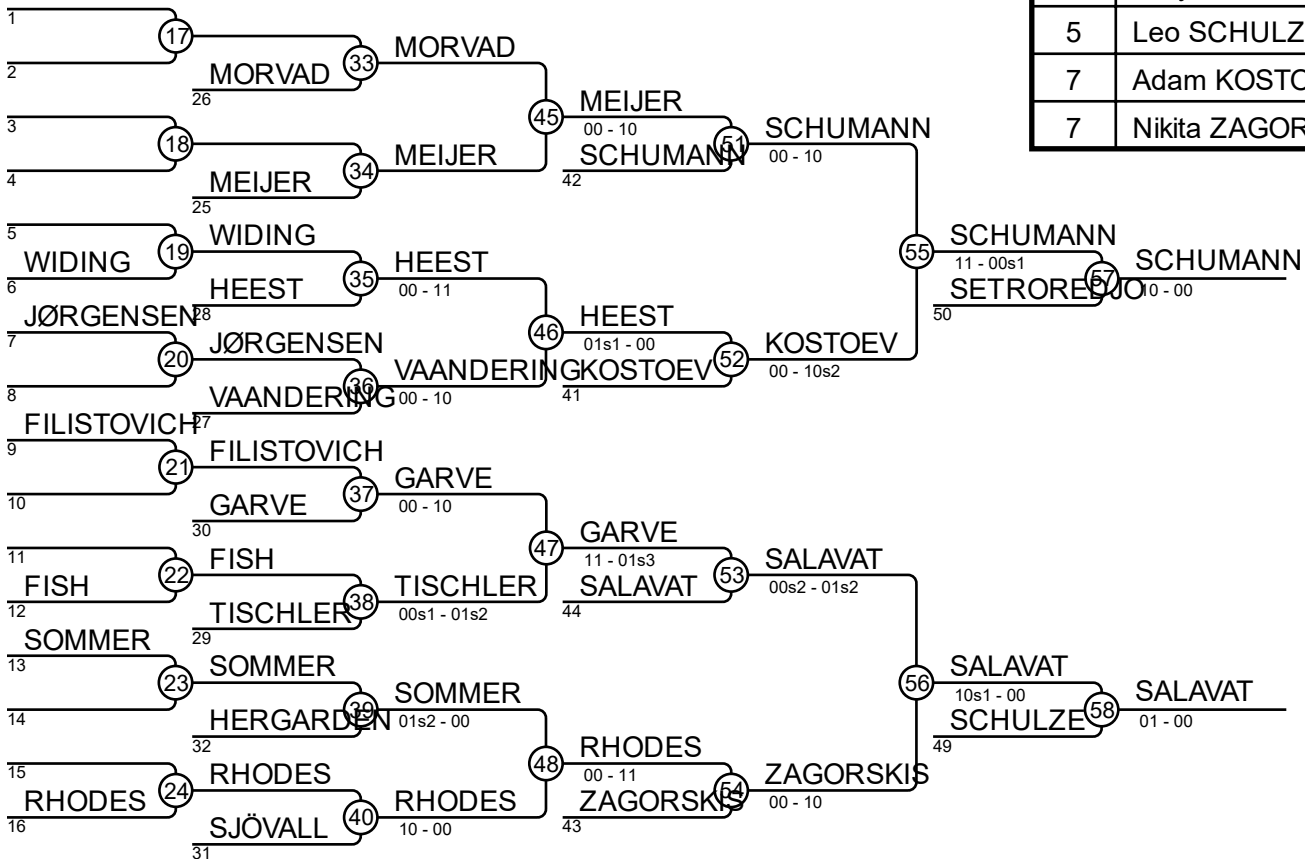 5 Leo SCHULZ
7 Adam KOSTO
7 Nikita ZAGOR
1
17
2
MORVAD
26
33
MORVAD
3
18
4
MEIJER
25
34
MEIJER
45
MEIJER
00 - 10
SCHUMANN
42
51
SCHUMANN
00 - 10
5
WIDING
6
19
WIDING
HEEST
28
35
HEEST
00 - 11
JØRGENSEN
7
20
8
JØRGENSEN
VAANDERING
27
36
VAANDERING
00 - 10
46
HEEST
01s1 - 00
KOSTOEV
41
52
KOSTOEV
00 - 10s2
55
SCHUMANN
11 - 00s1
SETROREDJO
50
57
SCHUMANN
10 - 00
FILISTOVICH
9
21
10
FILISTOVICH
GARVE
30
37
GARVE
00 - 10
11
FISH
12
22
FISH
TISCHLER
29
38
TISCHLER
00s1 - 01s2
47
GARVE
11 - 01s3
SALAVAT
44
53
SALAVAT
00s2 - 01s2
SOMMER
13
23
14
SOMMER
HERGARDEN
32
39
SOMMER
01s2 - 00
15
RHODES
16
24
RHODES
SJÖVALL
31
40
RHODES
10 - 00
48
RHODES
00 - 11
ZAGORSKIS
43
54
ZAGORSKIS
00 - 10
56
SALAVAT
10s1 - 00
SCHULZE
49
58
SALAVAT
01 - 00